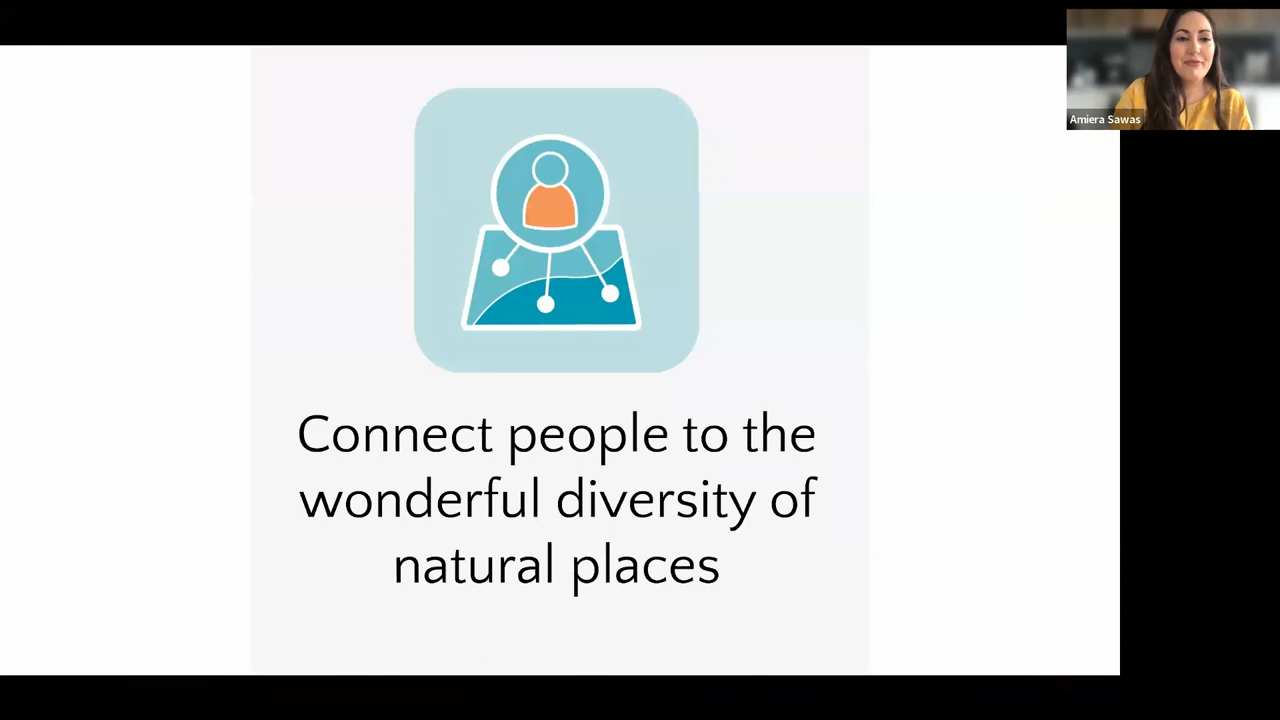 Amiera Sawas
Connect people to the
wonderful diversity of
natural places